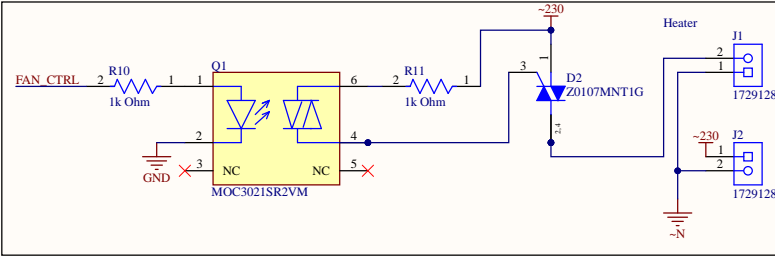 ~230
Heater
J1
Q1
D2
R10
R11
FAN_CTRL
2
1
1
6
2
1
3
1
2
1
1k Ohm
1k Ohm
Z0107MNT1G
1729128
2,4
2
4
J2
~230
1
2
GND
3
NC
NC
5
MOC3021SR2VM
1729128
~N